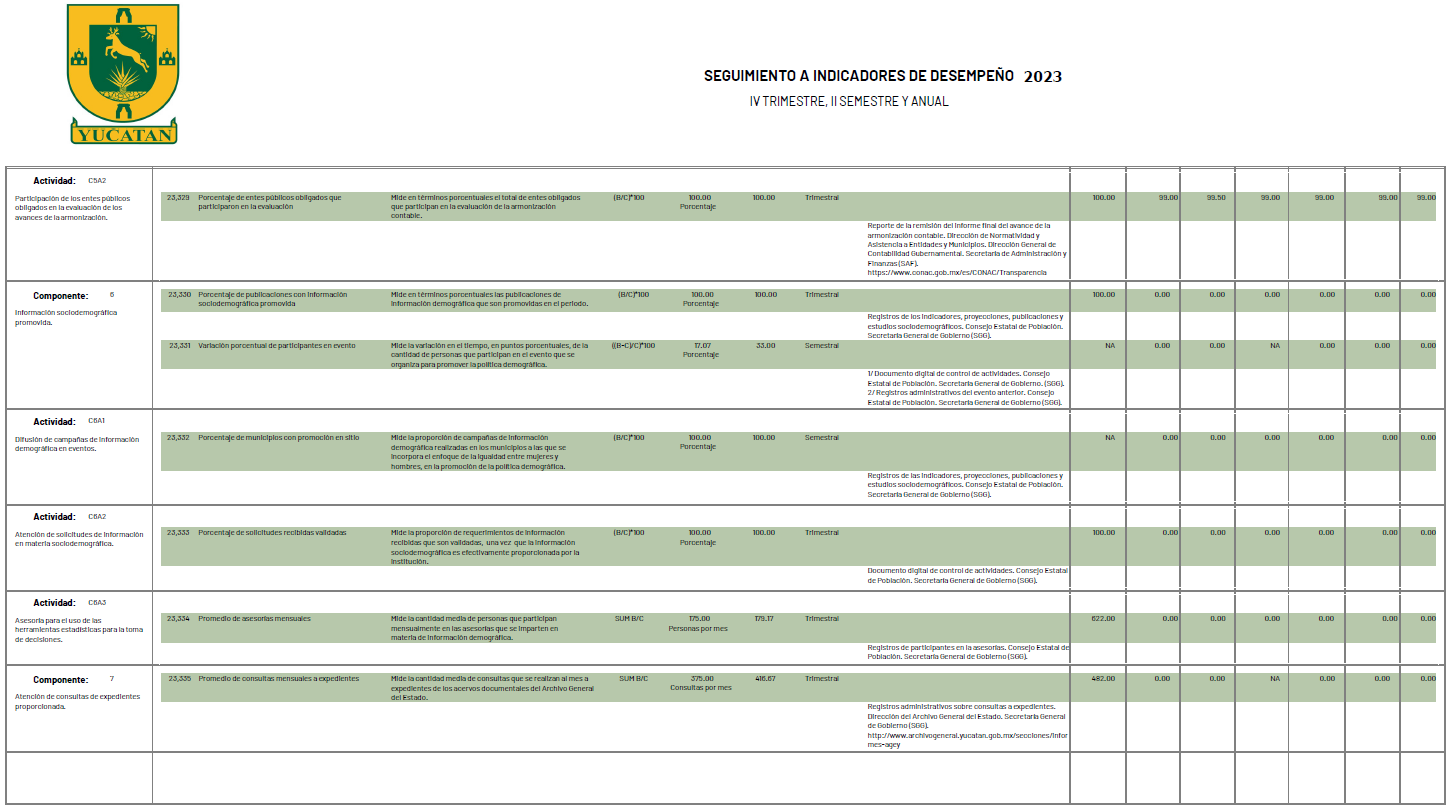 YUCATAN
SEGUIMIENTO A INDICADORES DE DESEMPEÑO 2023
IV TRIMESTRE, II SEMESTRE Y ANUAL
Actividad: C5A2
Participación de los entes públicos
obligados en la evaluación de los
avances de la armonización.
23,329 Porcentaje de entes públicos obligados que Mide en términos porcentuales el total de entes obligados (B/C)*100 100.00 100.00 Trimestral 100.00 99.00 99.50 99.00 99.00 99.00 99.00
participaron en la evaluación que participan en la evaluación de la armonización Porcentaje
contable.
Reporte de la remisión del informe final del avance de la
armonización contable. Dirección de Normatividad y
Asistencia a Entidades y Municipios. Dirección General de
Contabilidad Gubernamental. Secretaría de Administración y
Finanzas (SAF).
https://www.conac.gob.mx/es/CONAC/Transparencia
Componente: 6
Información sociodemográfica
promovida.
23,330 Porcentaje de publicaciones con información Mide en términos porcentuales las publicaciones de (B/C)*100 100.00 100.00 Trimestral 100.00 0.00 0.00 0.00 0.00 0.00 0.00
sociodemográfica promovida información demográfica que son promovidas en el periodo. Porcentaje
Registros de los indicadores, proyecciones, publicaciones y
estudios sociodemográficos. Consejo Estatal de Población.
Secretaría General de Gobierno (SGG).
23,331 Variación porcentual de participantes en evento Mide la variación en el tiempo, en puntos porcentuales, de la ((B-C)/C)*100 17.07 33.00 Semestral NA 0.00 0.00 NA 0.00 0.00 0.00
cantidad de personas que participan en el evento que se Porcentaje
organiza para promover la política demográfica.
1/ Documento digital de control de actividades. Consejo
Estatal de Población. Secretaría General de Gobierno. (SGG).
2/ Registros administrativos del evento anterior. Consejo
Estatal de Población. Secretaría General de Gobierno (SGG).
Actividad: C6A1
Difusión de campañas de información
demográfica en eventos.
23,332 Porcentaje de municipios con promoción en sitio Mide la proporción de campañas de información (B/C)*100 100.00 100.00 Semestral NA 0.00 0.00 0.00 0.00 0.00 0.00
demográfica realizadas en los municipios a las que se Porcentaje
incorpora el enfoque de la igualdad entre mujeres y
hombres, en la promoción de la política demográfica.
Registros de las indicadores, proyecciones, publicaciones y
estudios sociodemográficos. Consejo Estatal de Población.
Secretaría General de Gobierno (SGG).
Actividad: C6A2
Atención de solicitudes de información
en materia sociodemográfica.
23,333 Porcentaje de solicitudes recibidas validadas Mide la proporción de requerimientos de información (B/C)*100 100.00 100.00 Trimestral 100.00 0.00 0.00 0.00 0.00 0.00 0.00
recibidas que son validadas, una vez que la información Porcentaje
sociodemográfica es efectivamente proporcionada por la
institución.
Documento digital de control de actividades. Consejo Estatal
de Población. Secretaría General de Gobierno (SGG).
Actividad: C6A3
Asesoría para el uso de las
herramientas estadísticas para la toma
de decisiones.
23,334 Promedio de asesorías mensuales Mide la cantidad media de personas que participan SUM B/C 175.00 179.17 Trimestral 622.00 0.00 0.00 0.00 0.00 0.00 0.00
mensualmente en las asesorías que se imparten en Personas por mes
materia de información demográfica.
Registros de participantes en la asesorías. Consejo Estatal de
Población. Secretaría General de Gobierno (SGG).
Componente: 7
Atención de consultas de expedientes
proporcionada.
23,335 Promedio de consultas mensuales a expedientes Mide la cantidad media de consultas que se realizan al mes a SUM B/C 375.00 416.67 Trimestral 482.00 0.00 0.00 NA 0.00 0.00 0.00
expedientes de los acervos documentales del Archivo General Consultas por mes
del Estado.
Registros administrativos sobre consultas a expedientes.
Dirección del Archivo General del Estado. Secretaría General
de Gobierno (SGG).
http://www.archivogeneral.yucatan.gob.mx/secciones/infor
mes-agey